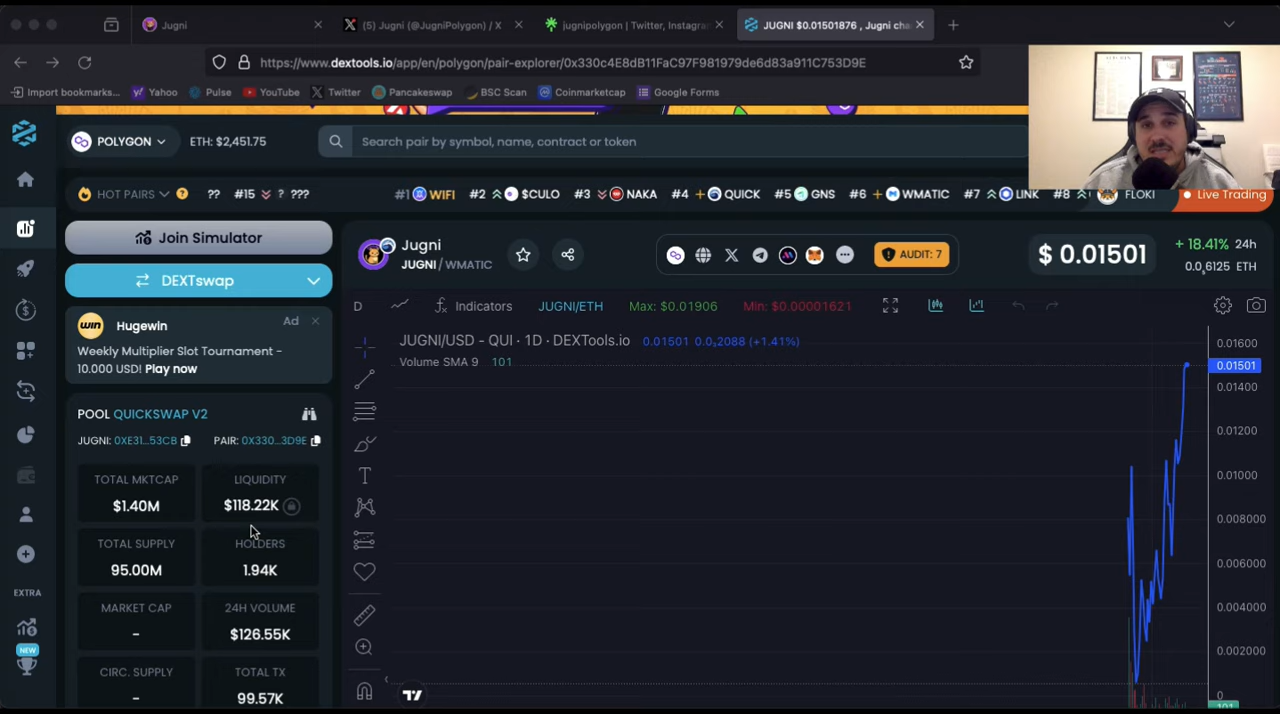 Jugni
(5) Jugni (@JugniPolygon) / X
jugnipolygon | Twitter, Instagra
JUGNI $0.01501876 , Jugni cha
https://www.dextools.io/app/en/polygon/pair-explorer/0x330c4E8dB11FaC97F981979de6d83a911C753D9E
Import bookmarks... Yahoo Pulse YouTube Twitter Pancakeswap BSC Scan Coinmarketcap Google Forms
POLYGON ETH: $2,451.75 Search pair by symbol, name, contract or token
HOT PAIRS ? ?? #15 ? ??? #1 WIFI #2 $CULO #3 NAKA #4 QUICK #5 GNS #6 WMATIC #7 LINK #8 FLOKI Live Trading
Join Simulator
DEXTswap
WIN Hugewin Ad
Weekly Multiplier Slot Tournament -
10.000 USD! Play now
POOL QUICKSWAP V2
JUGNI: 0XE31...53CB PAIR: 0X330...3D9E
TOTAL MKTCAP LIQUIDITY
$1.40M $118.22K
TOTAL SUPPLY HOLDERS
95.00M 1.94K
MARKET CAP 24H VOLUME
- $126.55K
CIRC. SUPPLY TOTAL TX
- 99.57K
EXTRA
NEW
Jugni
JUGNI / WMATIC
AUDIT: 7
$ 0.01501
+ 18.41% 24h
0.0₅6125 ETH
D Indicators JUGNI/ETH Max: $0.01906 Min: $0.00001621
JUGNI/USD - QUI · 1D · DEXTools.io 0.01501 0.0₃2088 (+1.41%)
Volume SMA 9 101
0.01600
0.01501
0.01400
0.01200
0.01000
0.008000
0.006000
0.004000
0.002000
0
101